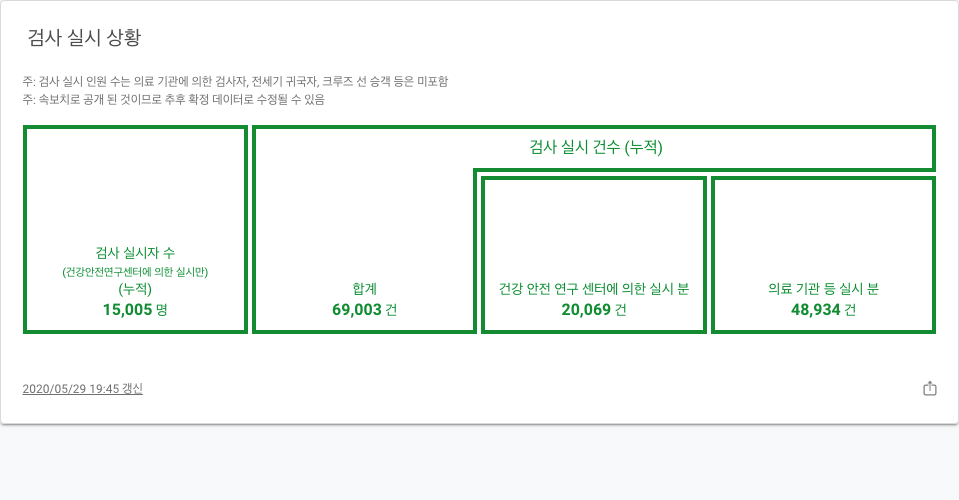 검사 실시 상황
주: 검사 실시 인원 수는 의료 기관에 의한 검사자, 전세기 귀국자, 크루즈 선 승객 등은 미포함
주: 속보치로 공개 된 것이므로 추후 확정 데이터로 수정될 수 있음
검사 실시자 수
(건강안전연구센터에 의한 실시만)
(누적)
15,005 명
검사 실시 건수 (누적)
합계
69,003 건
건강 안전 연구 센터에 의한 실시 분
20,069 건
의료 기관 등 실시 분
48,934 건
2020/05/29 19:45 갱신